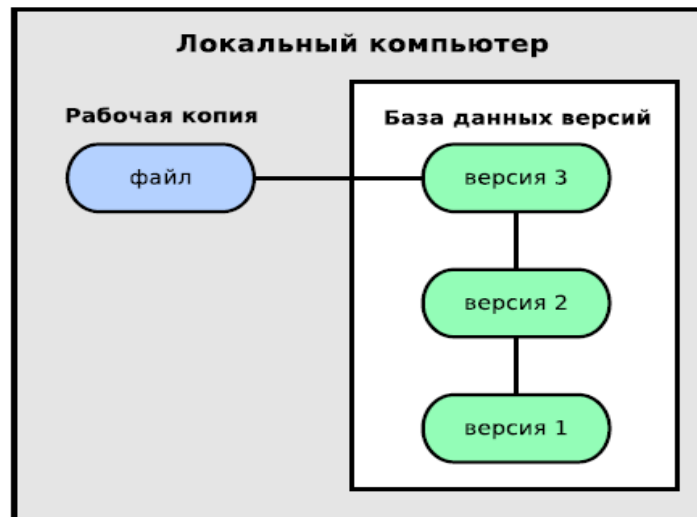 Локальный компьютер
Рабочая копия
База данных версий
файл
версия 3
версия 2
версия 1